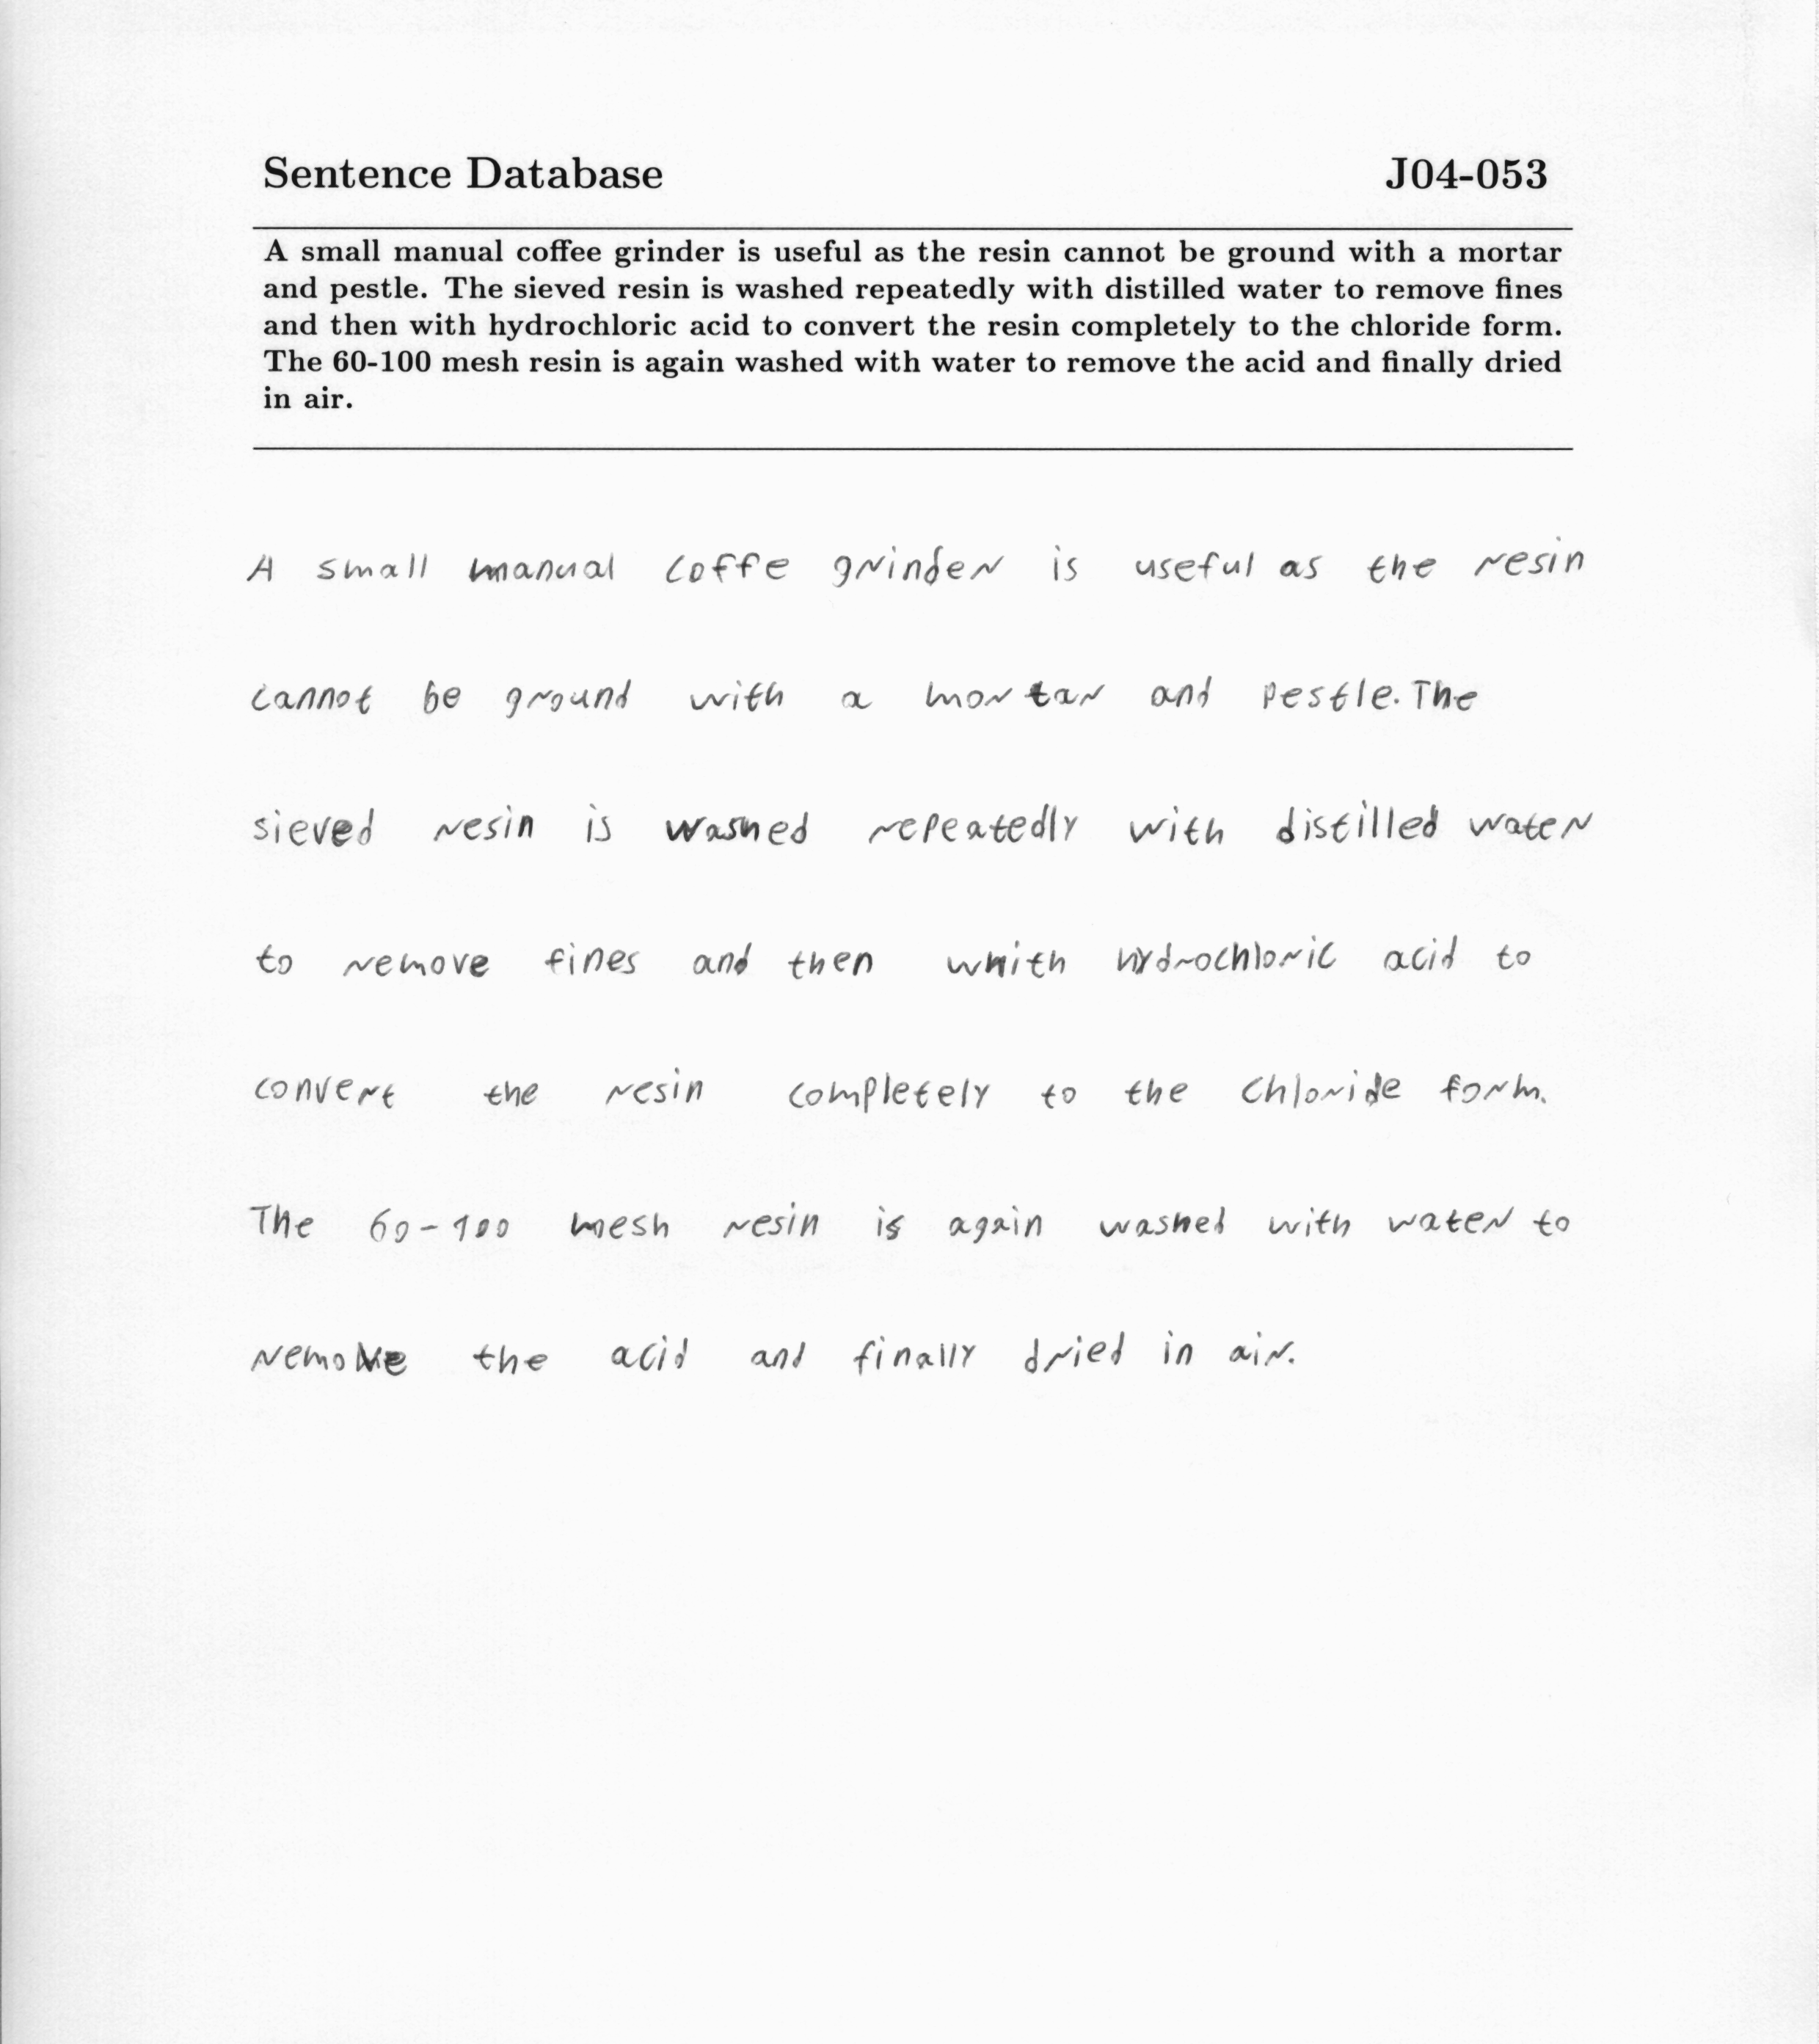 Sentence Database J04-053
A small manual coffee grinder is useful as the resin cannot be ground with a mortar
and pestle. The sieved resin is washed repeatedly with distilled water to remove fines
and then with hydrochloric acid to convert the resin completely to the chloride form.
The 60-100 mesh resin is again washed with water to remove the acid and finally dried
in air.
A small manual coffe grinder is useful as the resin
cannot be ground with a mortar and pestle. The
sieved resin is washed repeatedly with distilled water
to remove fines and then whith hydrochloric acid to
convert the resin completely to the chloride form.
The 60-100 mesh resin is again washed with water to
remove the acid and finally dried in air.